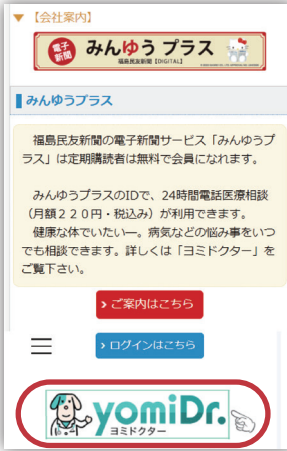 ▼ 【会社案内】
電子
新聞
みんゆう プラス
福島民友新聞【DIGITAL】
みんゆうプラス
福島民友新聞の電子新聞サービス「みんゆうプ
ラス」は定期購読者は無料で会員になれます。
みんゆうプラスのIDで、24時間電話医療相談
（月額２２０円・税込み）が利用できます。
健康な体でいたいー。病気などの悩み事をいつ
でも相談できます。詳しくは「ヨミドクター」を
ご覧下さい。
› ご案内はこちら
› ログインはこちら
yomiDr.
ヨミドクター